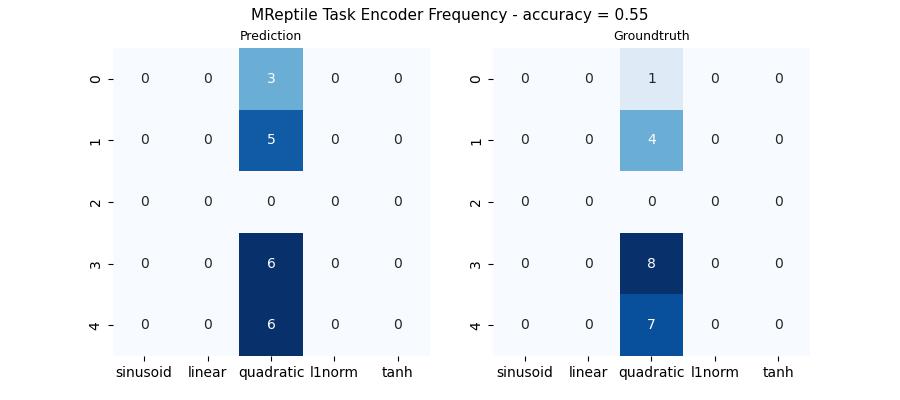 MReptile Task Encoder Frequency - accuracy = 0.55
Prediction
Groundtruth
0 0 0 3 0 0
1 0 0 5 0 0
2 0 0 0 0 0
3 0 0 6 0 0
4 0 0 6 0 0
sinusoid linear quadratic l1norm tanh
0 0 0 1 0 0
1 0 0 4 0 0
2 0 0 0 0 0
3 0 0 8 0 0
4 0 0 7 0 0
sinusoid linear quadratic l1norm tanh